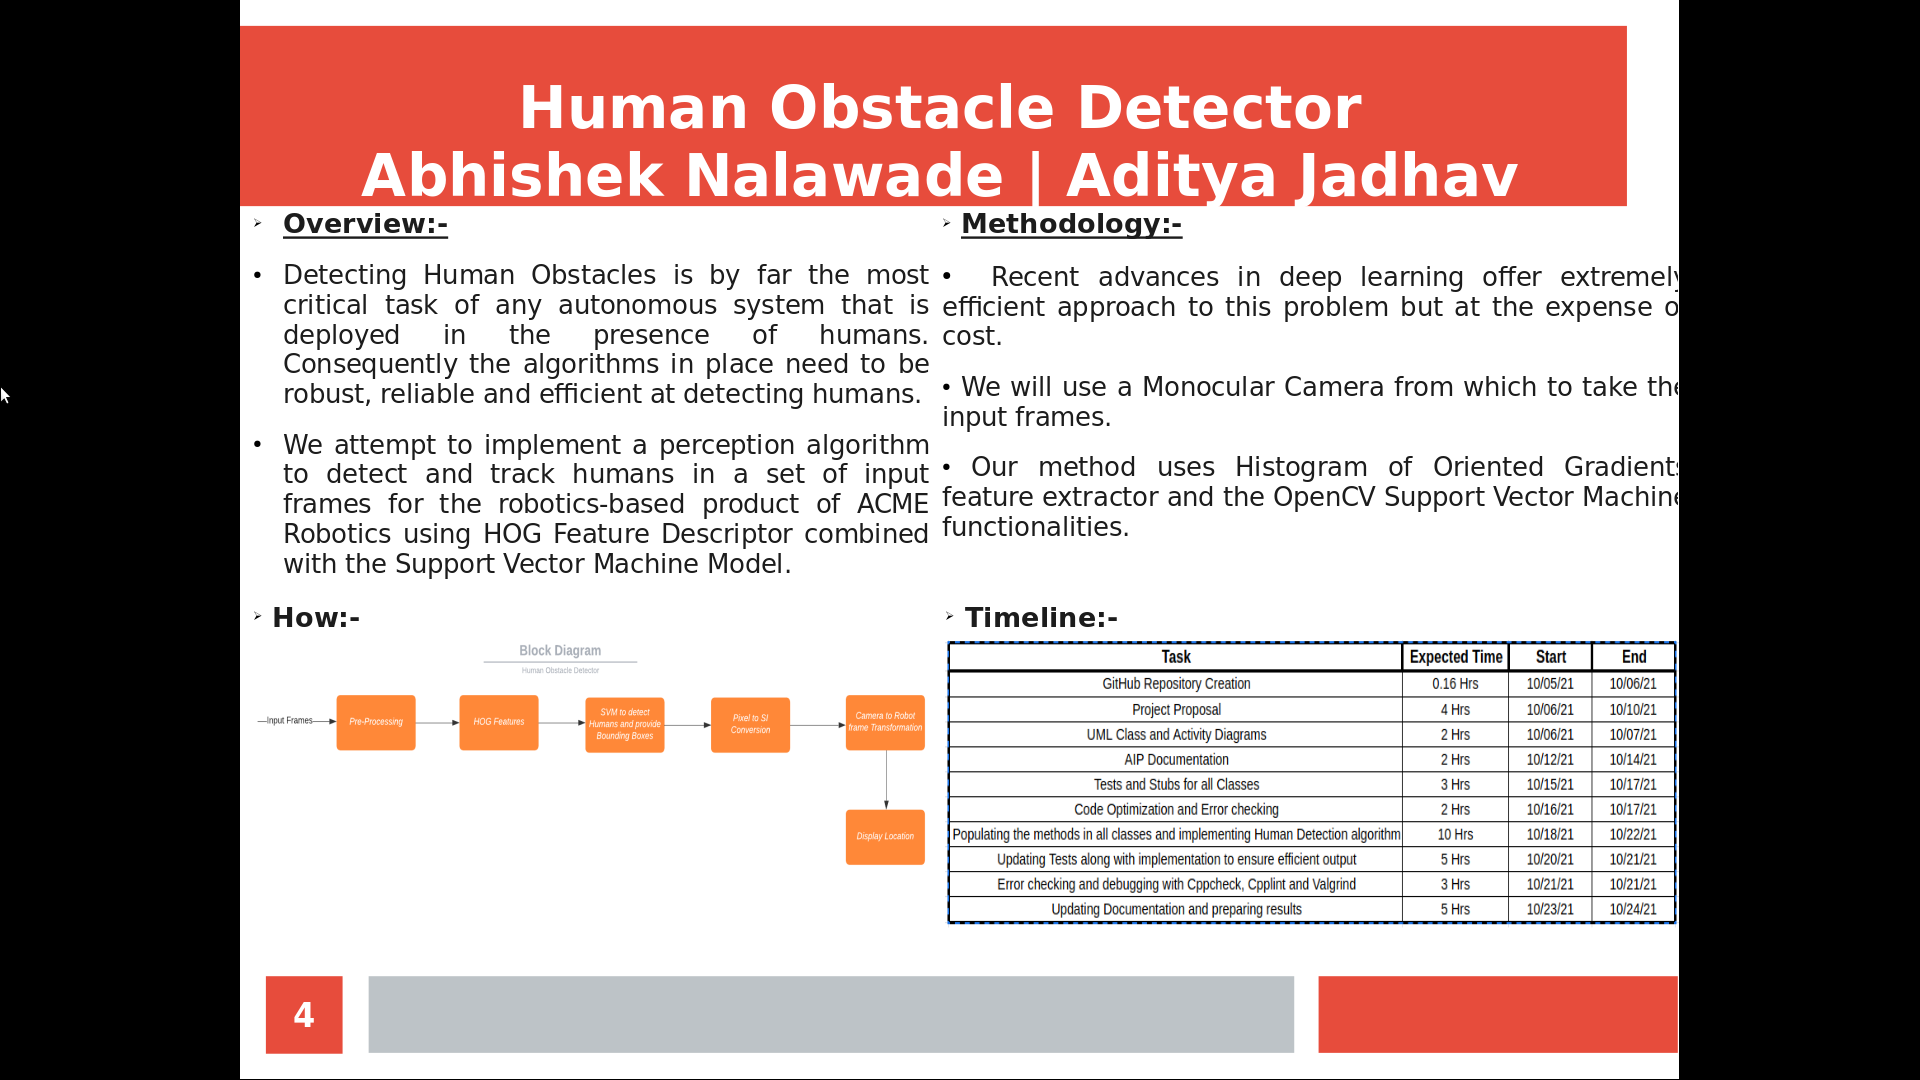 Human Obstacle Detector
Abhishek Nalawade | Aditya Jadhav
➢ Overview:-
• Detecting Human Obstacles is by far the most
critical task of any autonomous system that is
deployed in the presence of humans.
Consequently the algorithms in place need to be
robust, reliable and efficient at detecting humans.
• We attempt to implement a perception algorithm
to detect and track humans in a set of input
frames for the robotics-based product of ACME
Robotics using HOG Feature Descriptor combined
with the Support Vector Machine Model.
➢ Methodology:-
• Recent advances in deep learning offer extremely
efficient approach to this problem but at the expense o
cost.
• We will use a Monocular Camera from which to take the
input frames.
• Our method uses Histogram of Oriented Gradients
feature extractor and the OpenCV Support Vector Machine
functionalities.
➢ How:-
Block Diagram
Human Obstacle Detector
Input Frames
Pre-Processing
HOG Features
SVM to detect
Humans and provide
Bounding Boxes
Pixel to SI
Conversion
Camera to Robot
frame Transformation
Display Location
➢ Timeline:-
Task Expected Time Start End
GitHub Repository Creation 0.16 Hrs 10/05/21 10/06/21
Project Proposal 4 Hrs 10/06/21 10/10/21
UML Class and Activity Diagrams 2 Hrs 10/06/21 10/07/21
AIP Documentation 2 Hrs 10/12/21 10/14/21
Tests and Stubs for all Classes 3 Hrs 10/15/21 10/17/21
Code Optimization and Error checking 2 Hrs 10/16/21 10/17/21
Populating the methods in all classes and implementing Human Detection algorithm 10 Hrs 10/18/21 10/22/21
Updating Tests along with implementation to ensure efficient output 5 Hrs 10/20/21 10/21/21
Error checking and debugging with Cppcheck, Cpplint and Valgrind 3 Hrs 10/21/21 10/21/21
Updating Documentation and preparing results 5 Hrs 10/23/21 10/24/21
4